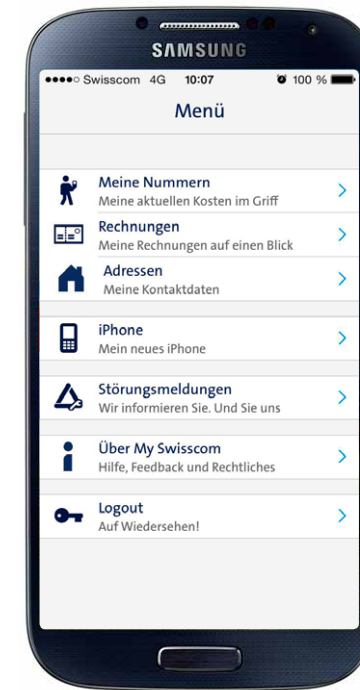 SAMSUNG
Swisscom 4G 10:07 100 %
Menü
Meine Nummern
Meine aktuellen Kosten im Griff
Rechnungen
Meine Rechnungen auf einen Blick
Adressen
Meine Kontaktdaten
iPhone
Mein neues iPhone
Störungsmeldungen
Wir informieren Sie. Und Sie uns
Über My Swisscom
Hilfe, Feedback und Rechtliches
Logout
Auf Wiedersehen!